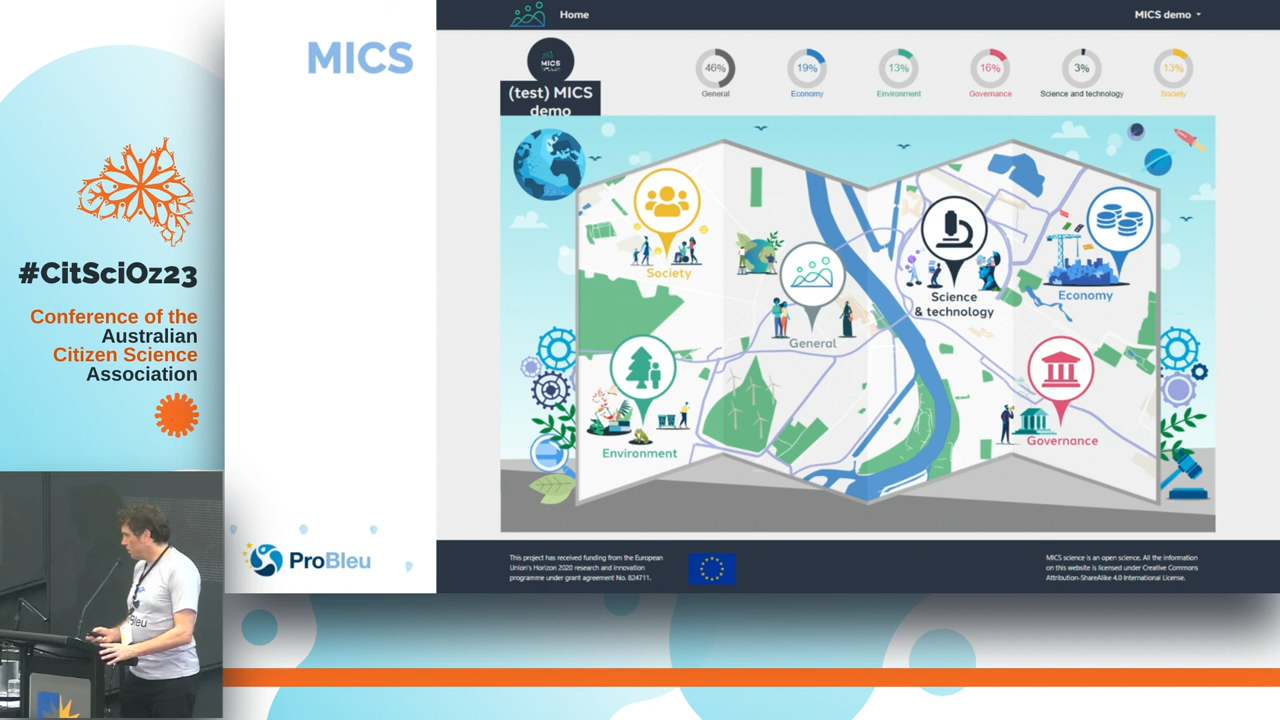 #CitSciOz23
Conference of the
Australian
Citizen Science
Association
MICS
ProBleu
Home
MICS demo
MICS
(test) MICS
demo
46%
General
19%
Economy
13%
Environment
16%
Governance
3%
Science and technology
13%
Society
Society
General
Science
& technology
Economy
Environment
Governance
This project has received funding from the European
Union's Horizon 2020 research and innovation
programme under grant agreement No. 824711.
MICS science is an open science. All the information
on this website is licensed under Creative Commons
Attribution-ShareAlike 4.0 International License.